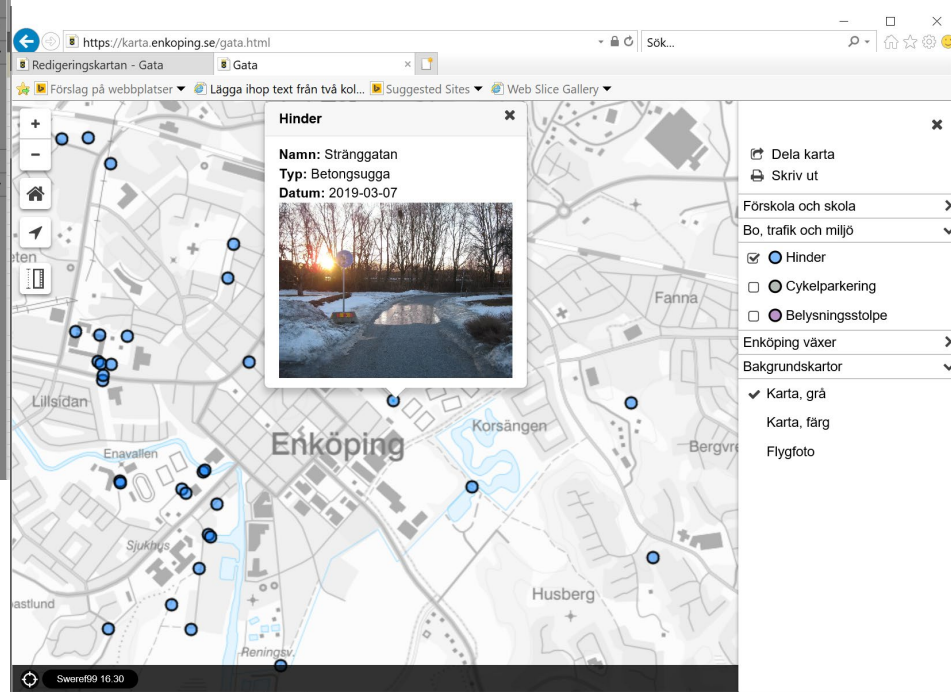 https://karta.enkoping.se/gata.html
Sök...
Redigeringskartan - Gata
Gata
Förslag på webbplatser
Lägga ihop text från två kol...
Suggested Sites
Web Slice Gallery
Hinder
Namn: Stränggatan
Typ: Betongsugga
Datum: 2019-03-07
Dela karta
Skriv ut
Förskola och skola
Bo, trafik och miljö
Hinder
Cykelparkering
Belysningsstolpe
Enköping växer
Bakgrundskartor
Karta, grå
Karta, färg
Flygfoto
Fanna
Lillsidan
Enköping
Korsängen
Enavallen
Sjukhus
Husberg
Reningsv.
Sweref99 16.30